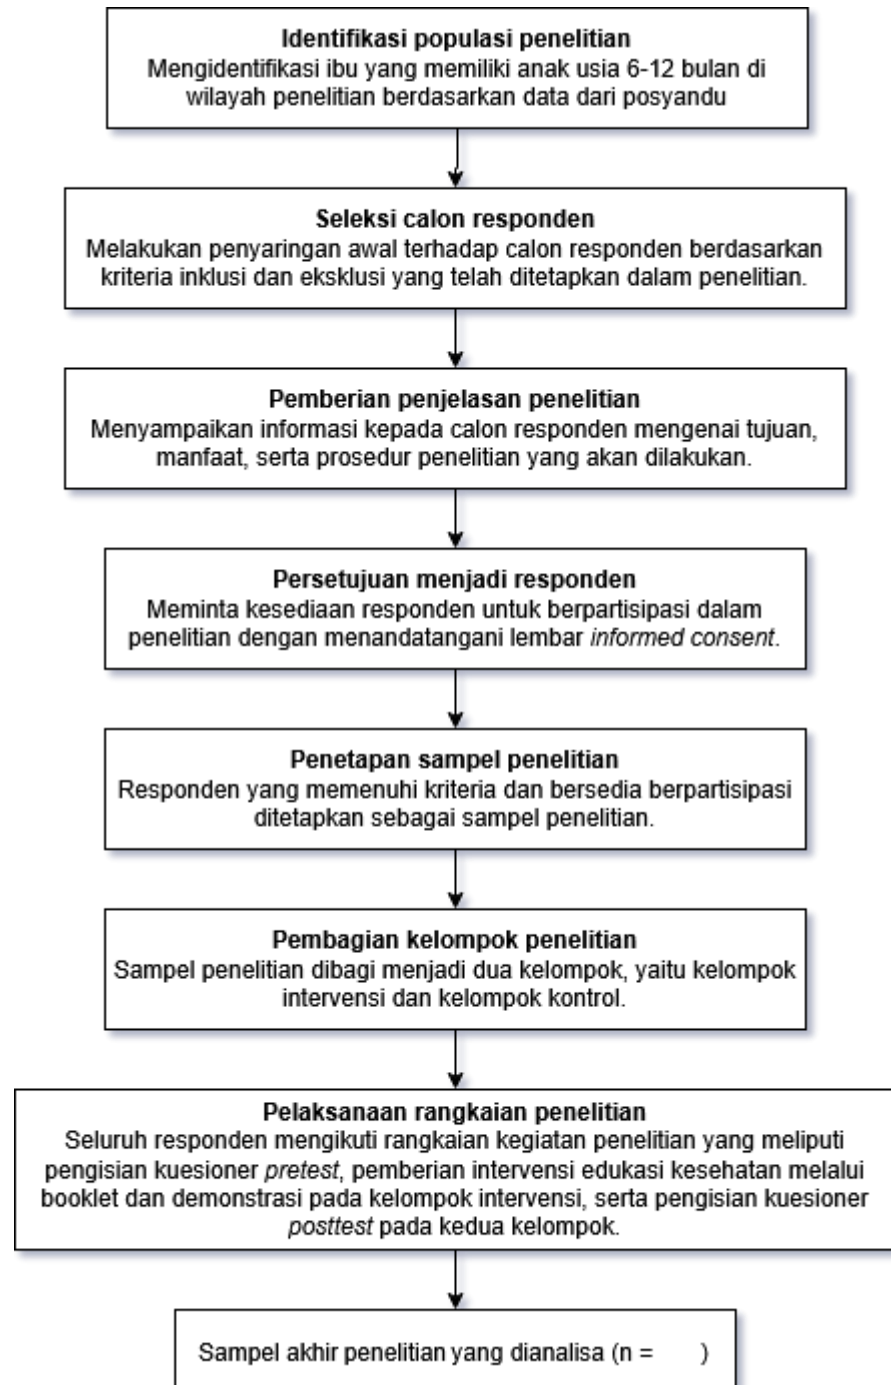 Identifikasi populasi penelitian
Mengidentifikasi ibu yang memiliki anak usia 6-12 bulan di
wilayah penelitian berdasarkan data dari posyandu
Seleksi calon responden
Melakukan penyaringan awal terhadap calon responden berdasarkan
kriteria inklusi dan eksklusi yang telah ditetapkan dalam penelitian.
Pemberian penjelasan penelitian
Menyampaikan informasi kepada calon responden mengenai tujuan,
manfaat, serta prosedur penelitian yang akan dilakukan.
Persetujuan menjadi responden
Meminta kesediaan responden untuk berpartisipasi dalam
penelitian dengan menandatangani lembar informed consent.
Penetapan sampel penelitian
Responden yang memenuhi kriteria dan bersedia berpartisipasi
ditetapkan sebagai sampel penelitian.
Pembagian kelompok penelitian
Sampel penelitian dibagi menjadi dua kelompok, yaitu kelompok
intervensi dan kelompok kontrol.
Pelaksanaan rangkaian penelitian
Seluruh responden mengikuti rangkaian kegiatan penelitian yang meliputi
pengisian kuesioner pretest, pemberian intervensi edukasi kesehatan melalui
booklet dan demonstrasi pada kelompok intervensi, serta pengisian kuesioner
posttest pada kedua kelompok.
Sampel akhir penelitian yang dianalisa (n =      )